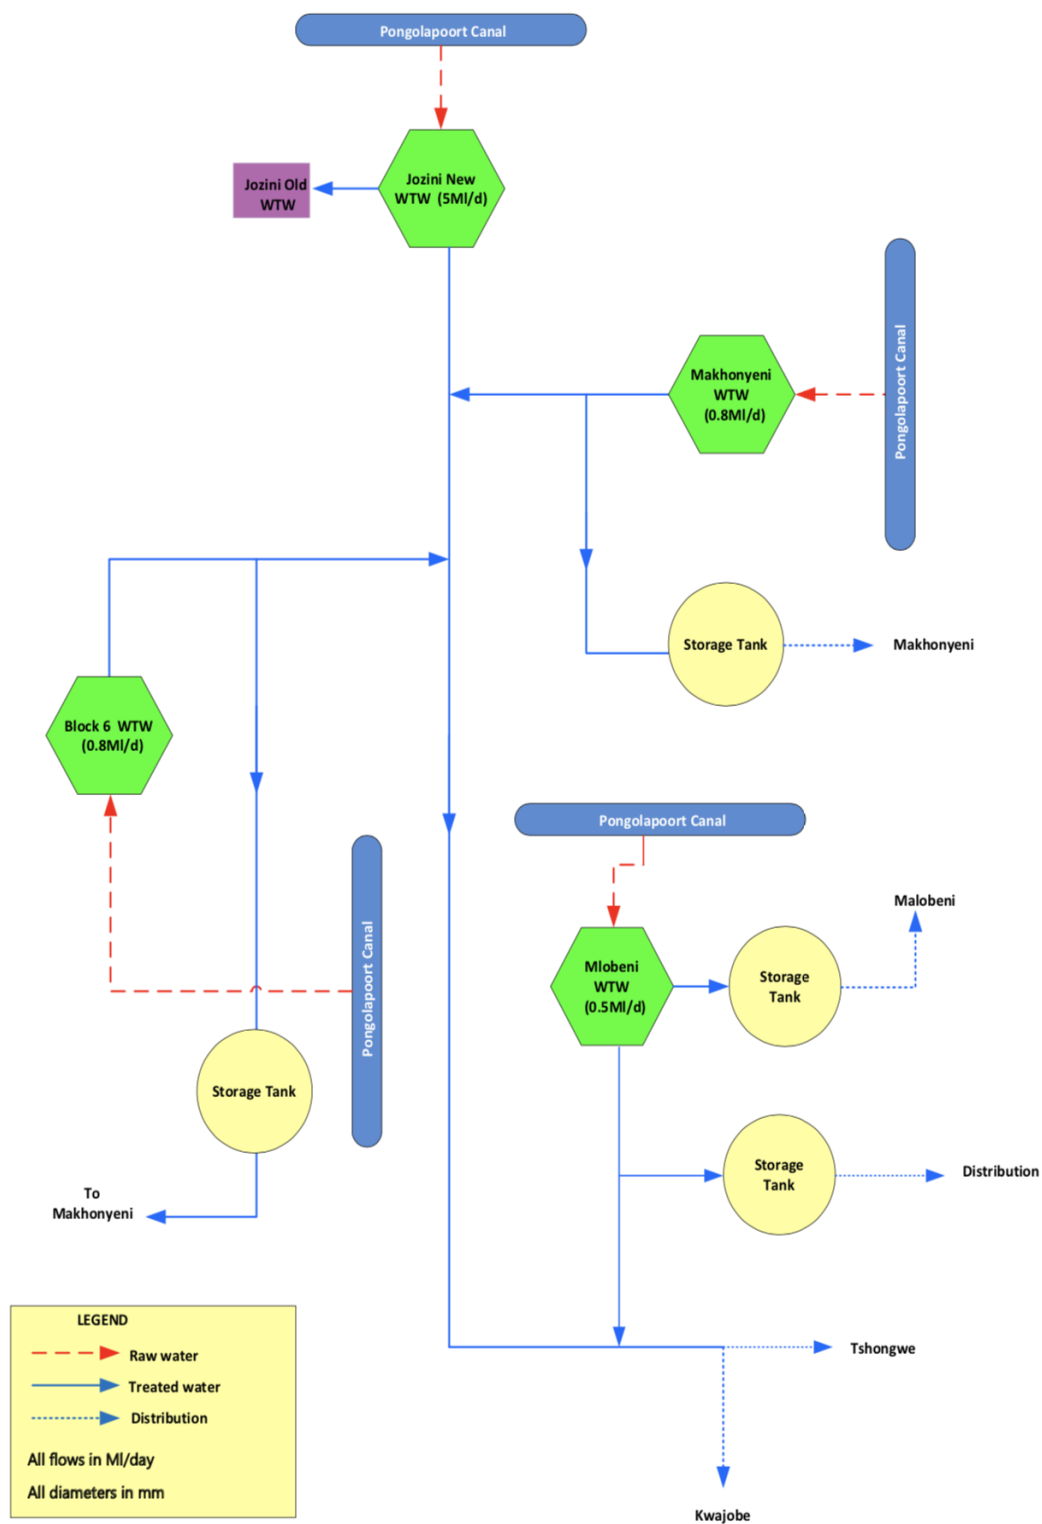 Pongolapoort Canal
Jozini New
WTW (5Ml/d)
Jozini Old
WTW
Pongolapoort Canal
Makhonyeni
WTW
(0.8Ml/d)
Storage Tank
Makhonyeni
Block 6 WTW
(0.8Ml/d)
Pongolapoort Canal
Pongolapoort Canal
Malobeni
Mlobeni
WTW
(0.5Ml/d)
Storage
Tank
Storage Tank
Storage
Tank
Distribution
To
Makhonyeni
LEGEND
Raw water
Treated water
Distribution
All flows in Ml/day
All diameters in mm
Tshongwe
Kwajobe